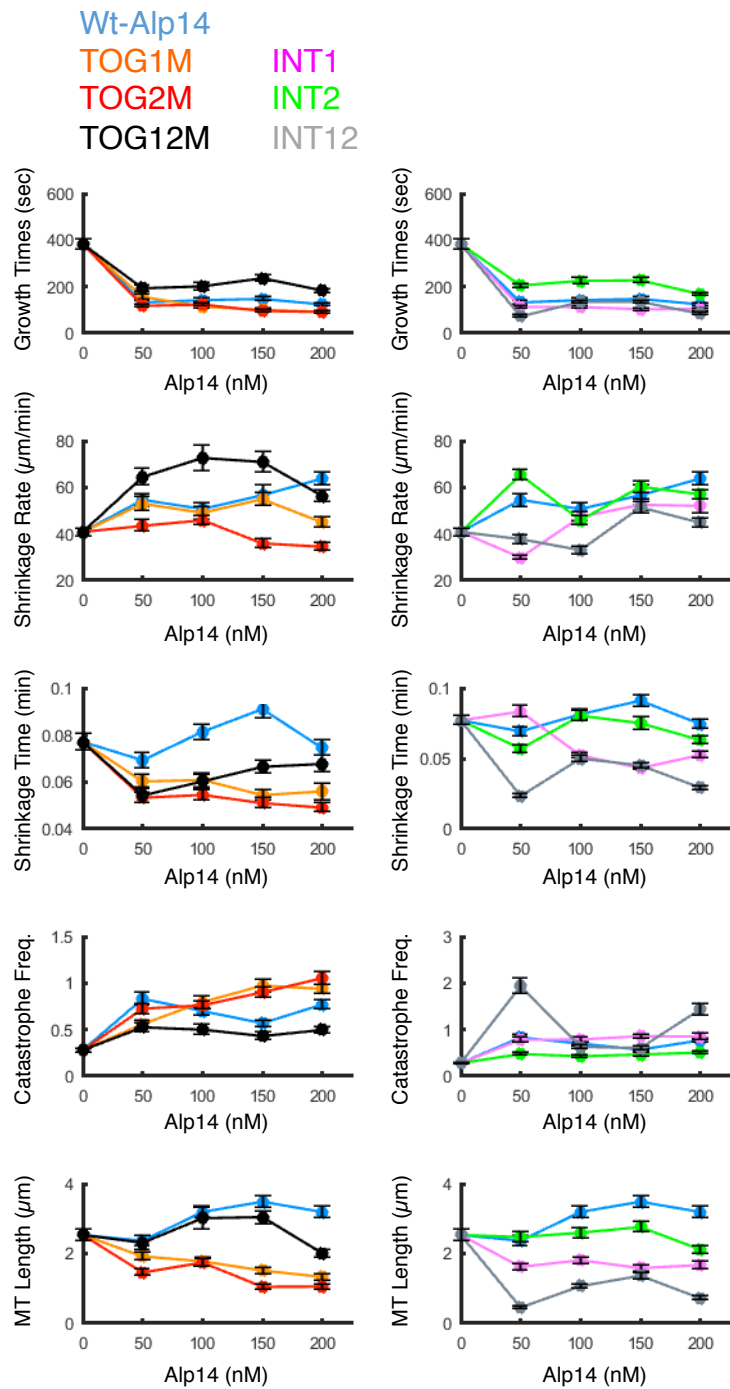 Wt-Alp14
TOG1M INT1
TOG2M INT2
TOG12M INT12
Growth Times (sec)
600
400
200
0
0 50 100 150 200
Alp14 (nM)
Growth Times (sec)
600
400
200
0
0 50 100 150 200
Alp14 (nM)
Shrinkage Rate (µm/min)
80
60
40
20
0 50 100 150 200
Alp14 (nM)
Shrinkage Rate (µm/min)
80
60
40
20
0 50 100 150 200
Alp14 (nM)
Shrinkage Time (min)
0.1
0.08
0.06
0.04
0 50 100 150 200
Alp14 (nM)
Shrinkage Time (min)
0.1
0.05
0
0 50 100 150 200
Alp14 (nM)
Catastrophe Freq.
1.5
1
0.5
0
0 50 100 150 200
Alp14 (nM)
Catastrophe Freq.
3
2
1
0
0 50 100 150 200
Alp14 (nM)
MT Length (µm)
4
2
0
0 50 100 150 200
Alp14 (nM)
MT Length (µm)
4
2
0
0 50 100 150 200
Alp14 (nM)